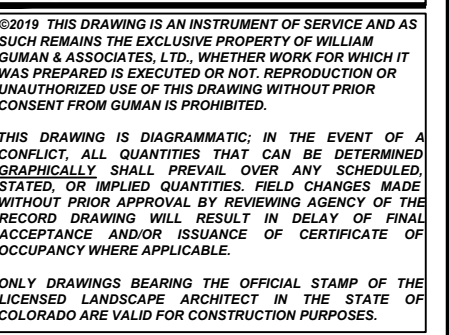 ©2019 THIS DRAWING IS AN INSTRUMENT OF SERVICE AND AS
SUCH REMAINS THE EXCLUSIVE PROPERTY OF WILLIAM
GUMAN & ASSOCIATES, LTD., WHETHER WORK FOR WHICH IT
WAS PREPARED IS EXECUTED OR NOT. REPRODUCTION OR
UNAUTHORIZED USE OF THIS DRAWING WITHOUT PRIOR
CONSENT FROM GUMAN IS PROHIBITED.
THIS DRAWING IS DIAGRAMMATIC; IN THE EVENT OF A
CONFLICT, ALL QUANTITIES THAT CAN BE DETERMINED
GRAPHICALLY SHALL PREVAIL OVER ANY SCHEDULED,
STATED, OR IMPLIED QUANTITIES. FIELD CHANGES MADE
WITHOUT PRIOR APPROVAL BY REVIEWING AGENCY OF THE
RECORD DRAWING WILL RESULT IN DELAY OF FINAL
ACCEPTANCE AND/OR ISSUANCE OF CERTIFICATE OF
OCCUPANCY WHERE APPLICABLE.
ONLY DRAWINGS BEARING THE OFFICIAL STAMP OF THE
LICENSED LANDSCAPE ARCHITECT IN THE STATE OF
COLORADO ARE VALID FOR CONSTRUCTION PURPOSES.